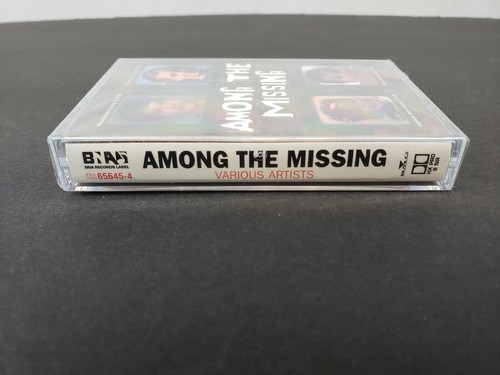 AMONG THE
MISSING
BNA
BNA RECORDS LABEL
AMONG THE MISSING
65645-4
VARIOUS ARTISTS